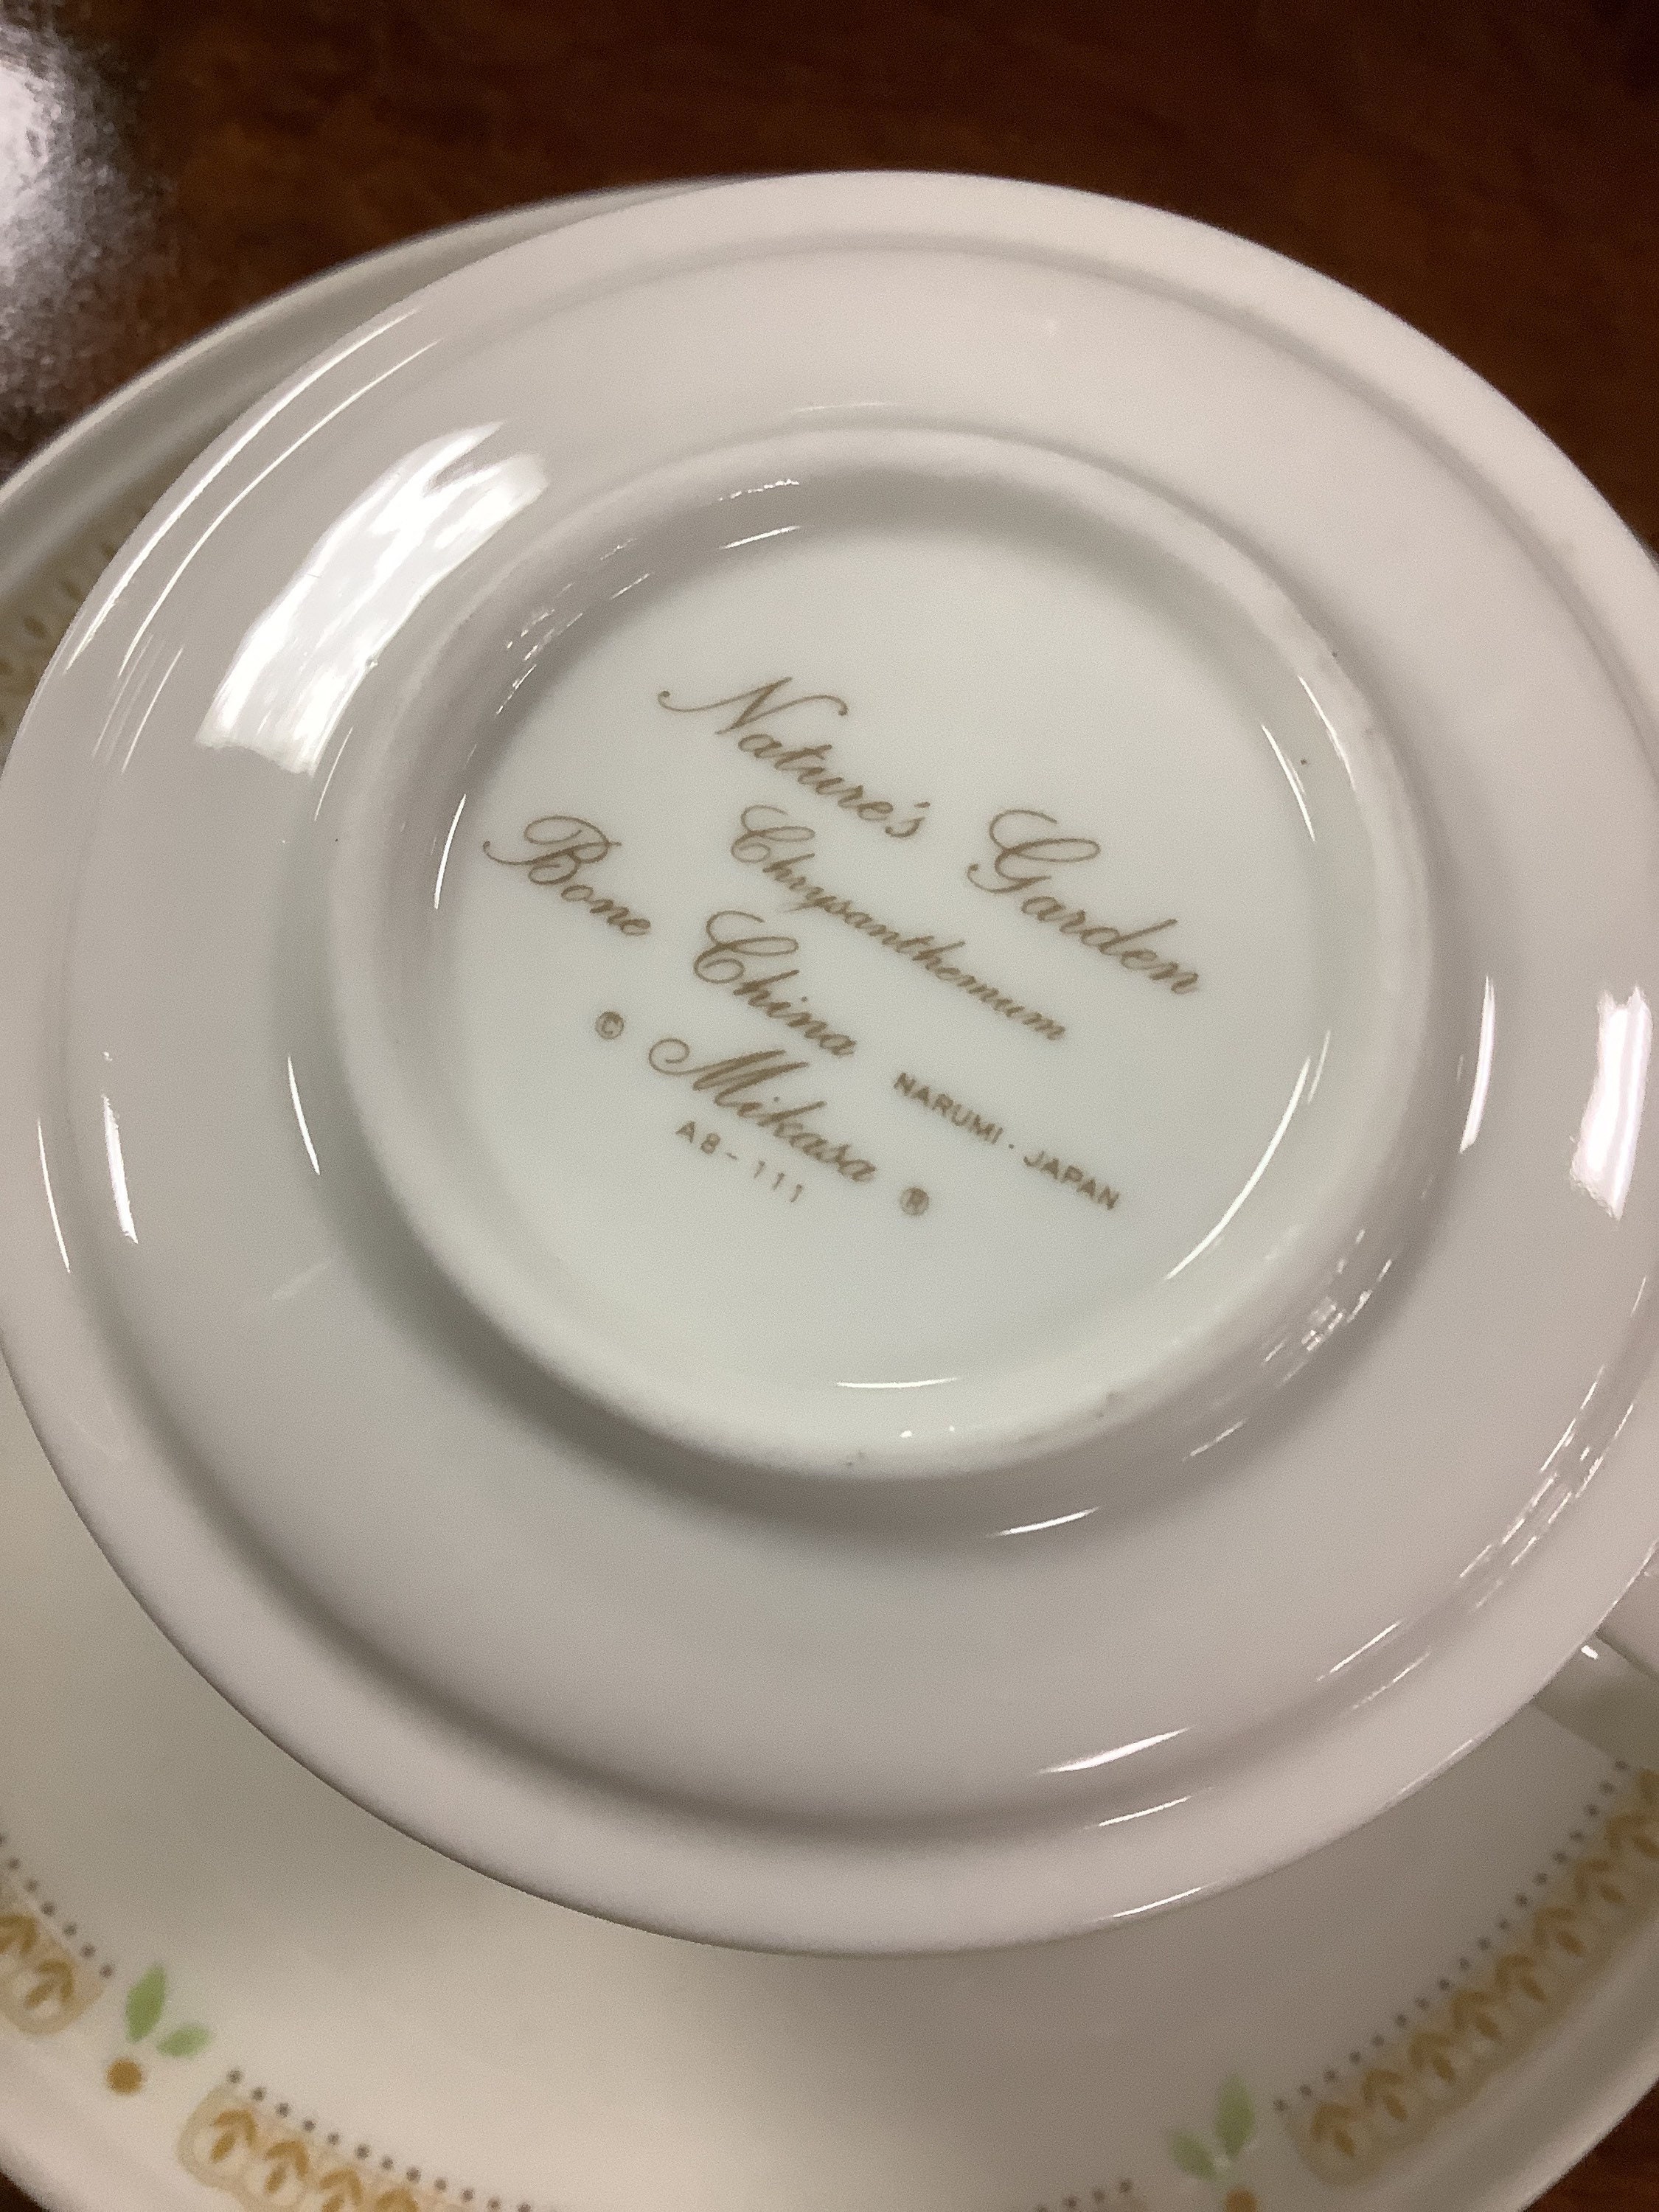 Nature's Garden
Chrysanthemum
Bone China NARUMI · JAPAN
© Mikasa ®
A8-111